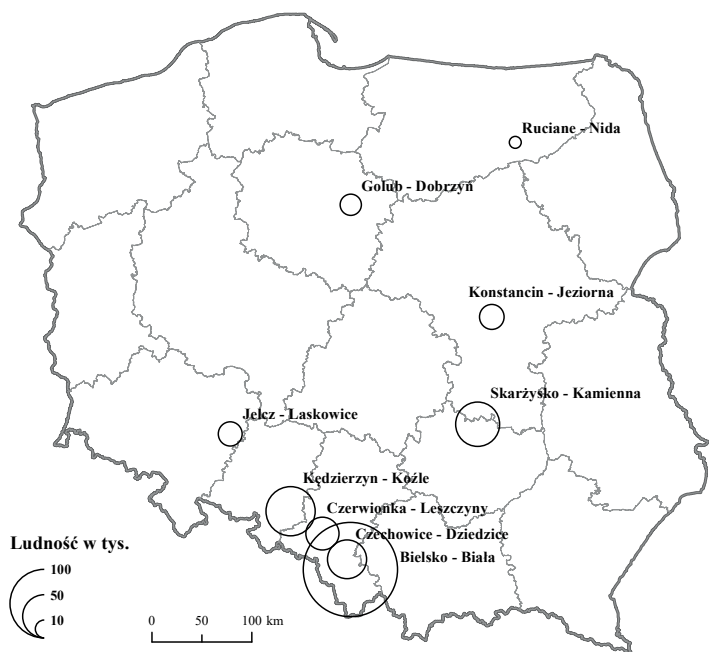 Ruciane - Nida
Golub - Dobrzyń
Konstancin - Jeziorna
Skarżysko - Kamienna
Jelcz - Laskowice
Kędzierzyn - Koźle
Czerwionka - Leszczyny
Czechowice - Dziedzice
Bielsko - Biała
Ludność w tys.
100
50
10
0 50 100 km